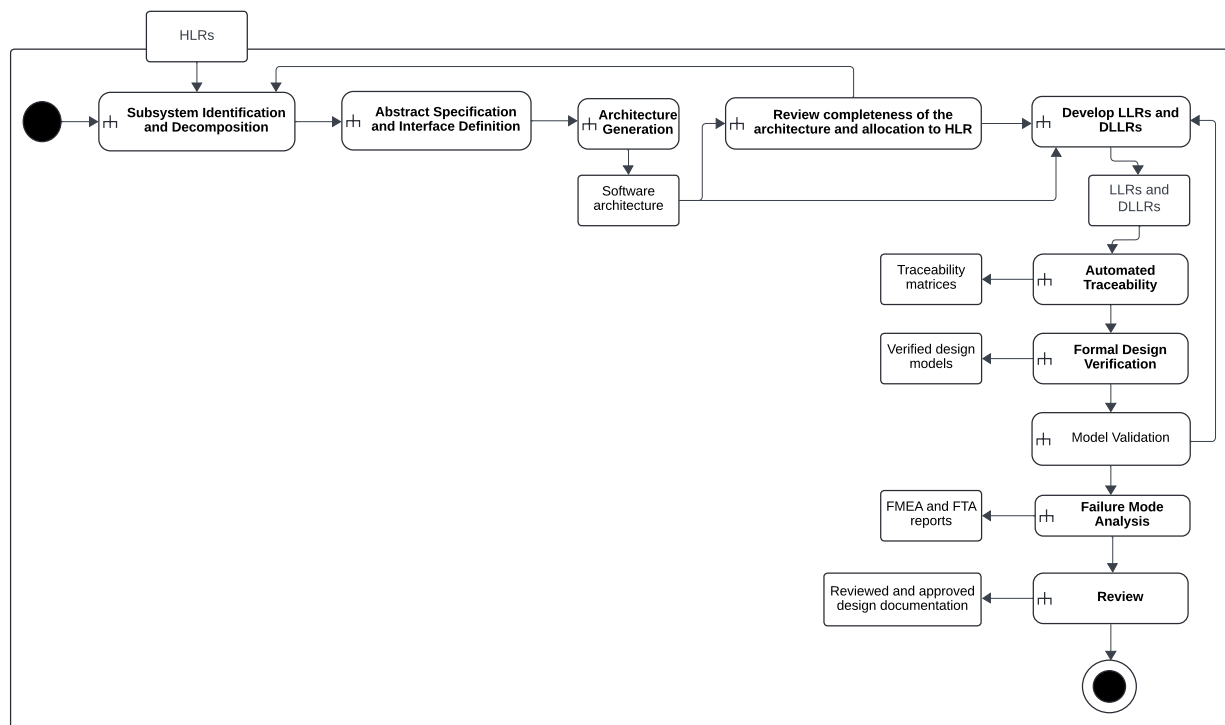 HLRs
Subsystem Identification
and Decomposition
Abstract Specification
and Interface Definition
Architecture
Generation
Review completeness of the
architecture and allocation to HLR
Develop LLRs and
DLLRs
Software
architecture
LLRs and
DLLRs
Traceability
matrices
Automated
Traceability
Verified design
models
Formal Design
Verification
Model Validation
FMEA and FTA
reports
Failure Mode
Analysis
Reviewed and approved
design documentation
Review